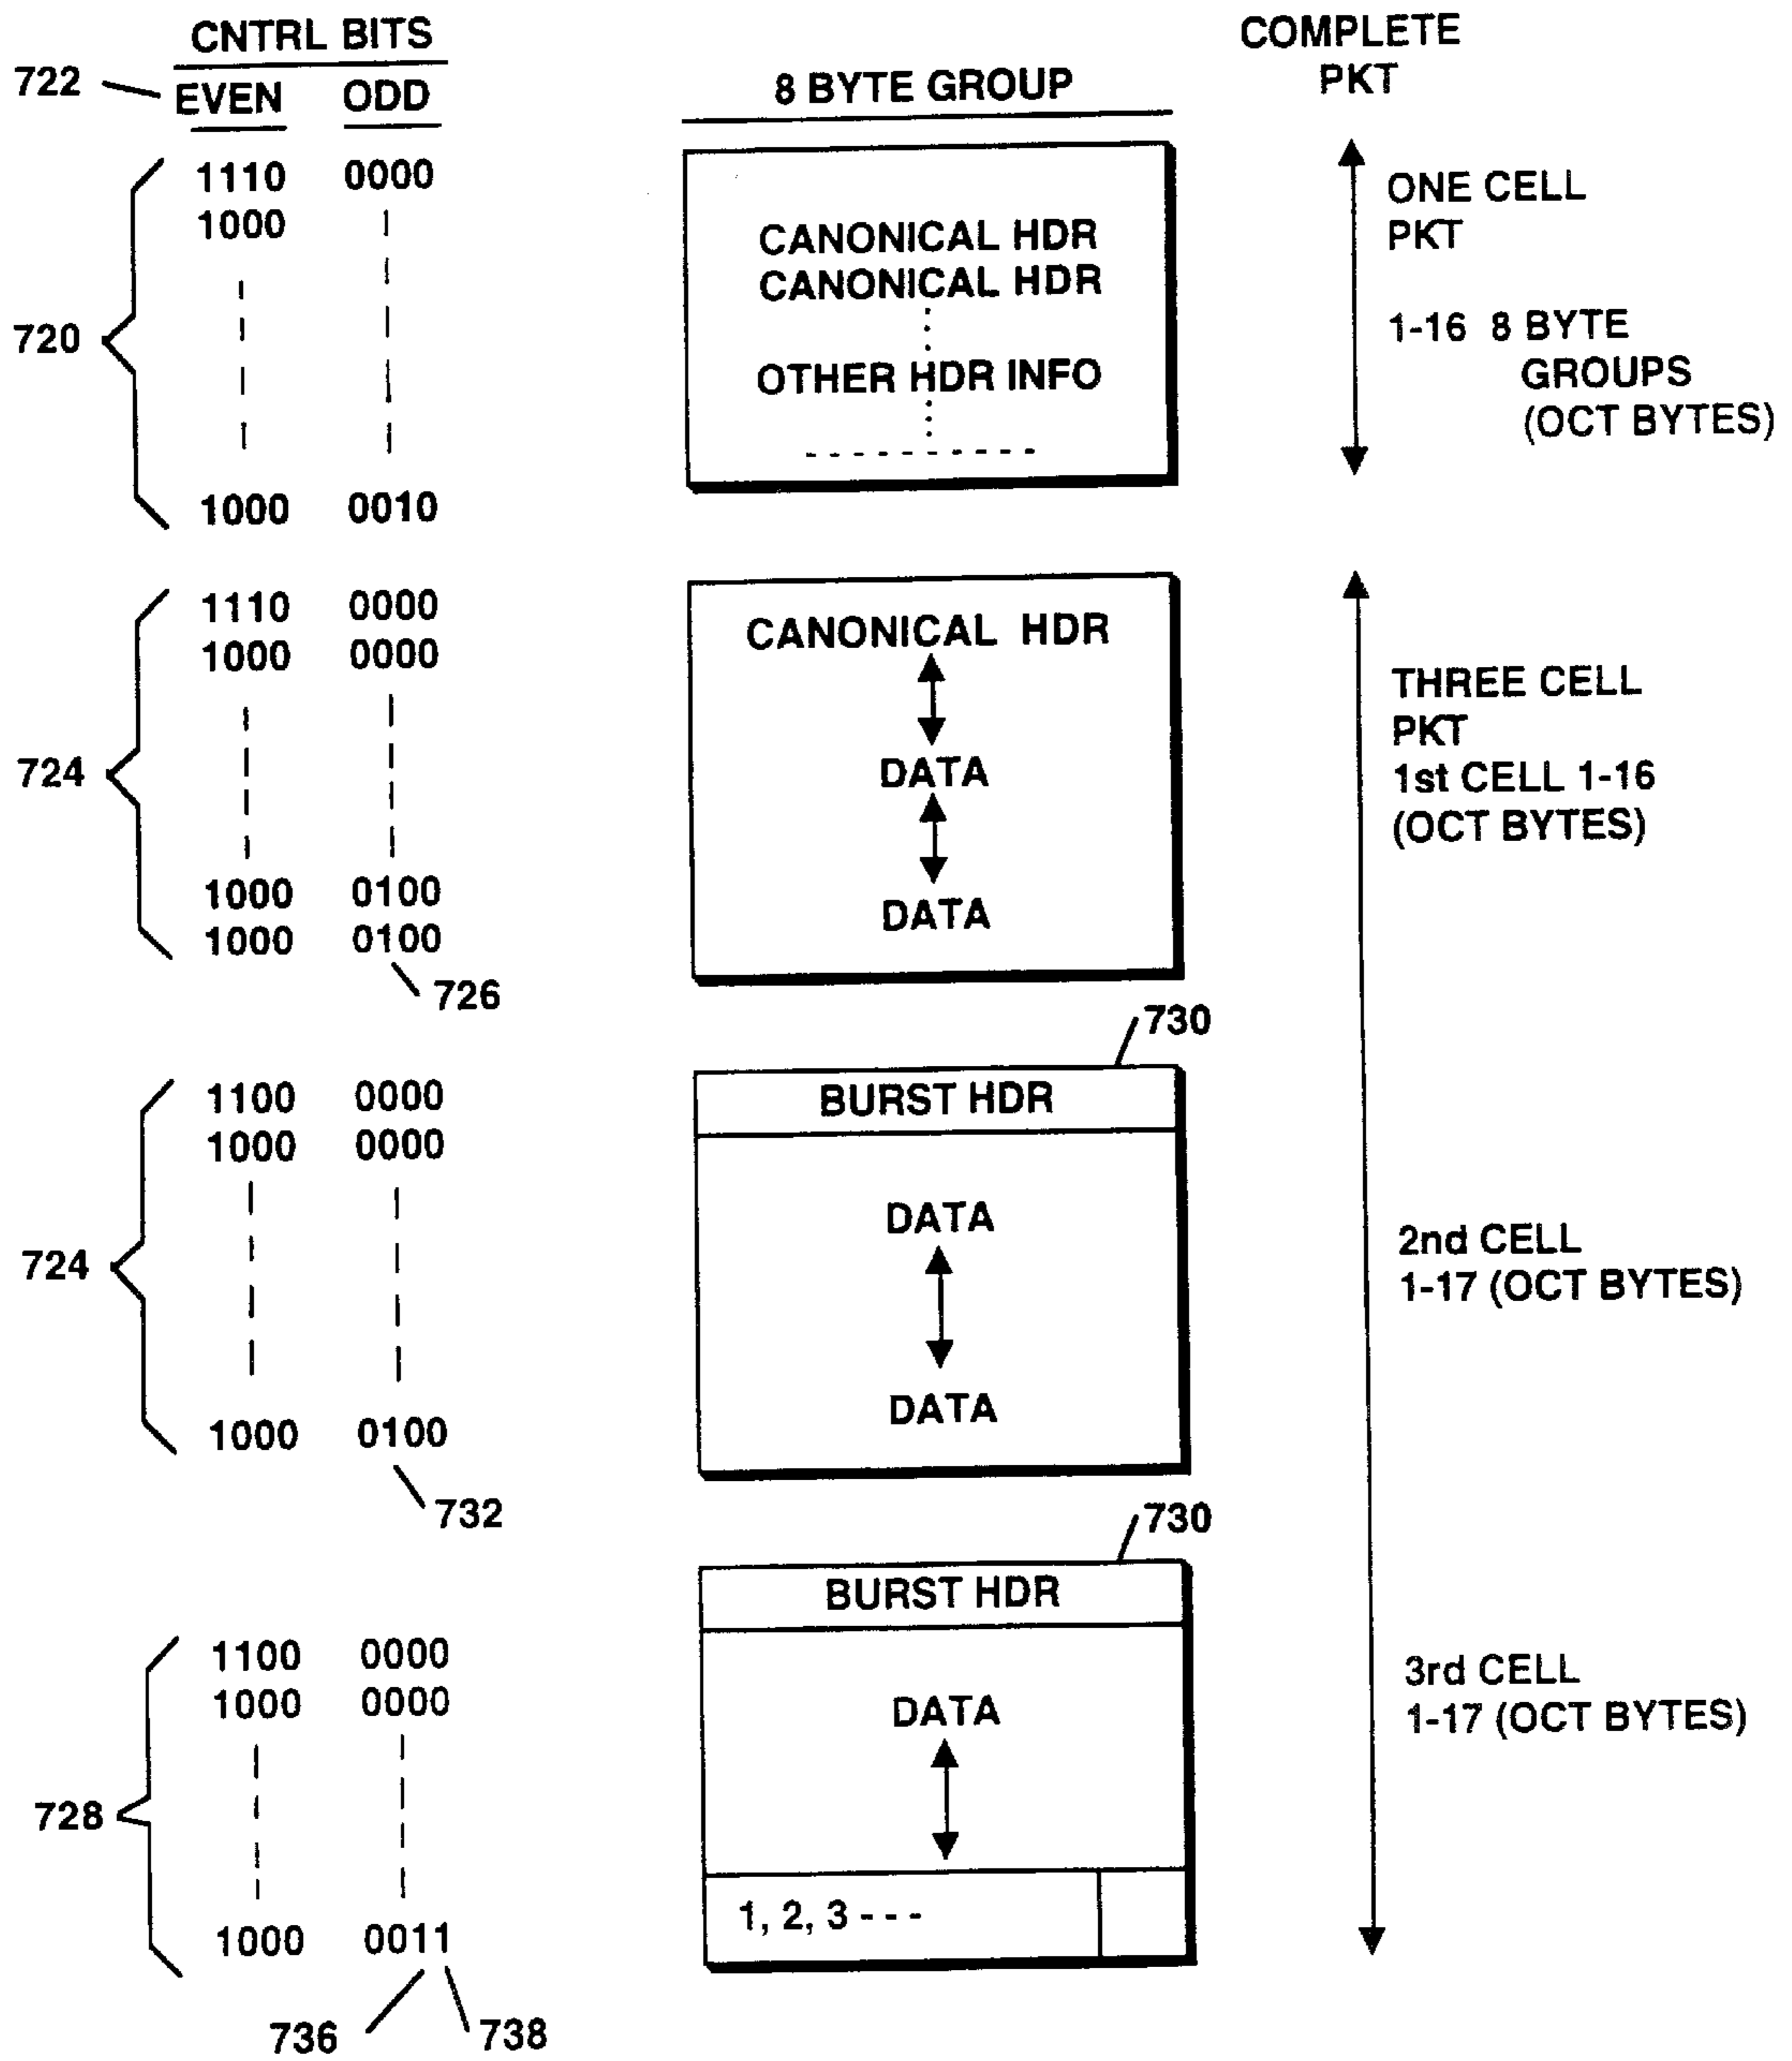 CNTRL BITS
722
EVEN ODD
8 BYTE GROUP
COMPLETE
PKT
720
1110 0000
1000
1000 0010
CANONICAL HDR
CANONICAL HDR
OTHER HDR INFO
ONE CELL
PKT
1-16 8 BYTE
GROUPS
(OCT BYTES)
724
1110 0000
1000 0000
1000 0100
1000 0100
726
CANONICAL HDR
DATA
DATA
THREE CELL
PKT
1st CELL 1-16
(OCT BYTES)
724
1100 0000
1000 0000
1000 0100
732
730
BURST HDR
DATA
DATA
2nd CELL
1-17 (OCT BYTES)
728
1100 0000
1000 0000
1000 0011
736 738
730
BURST HDR
DATA
1, 2, 3 - - -
3rd CELL
1-17 (OCT BYTES)